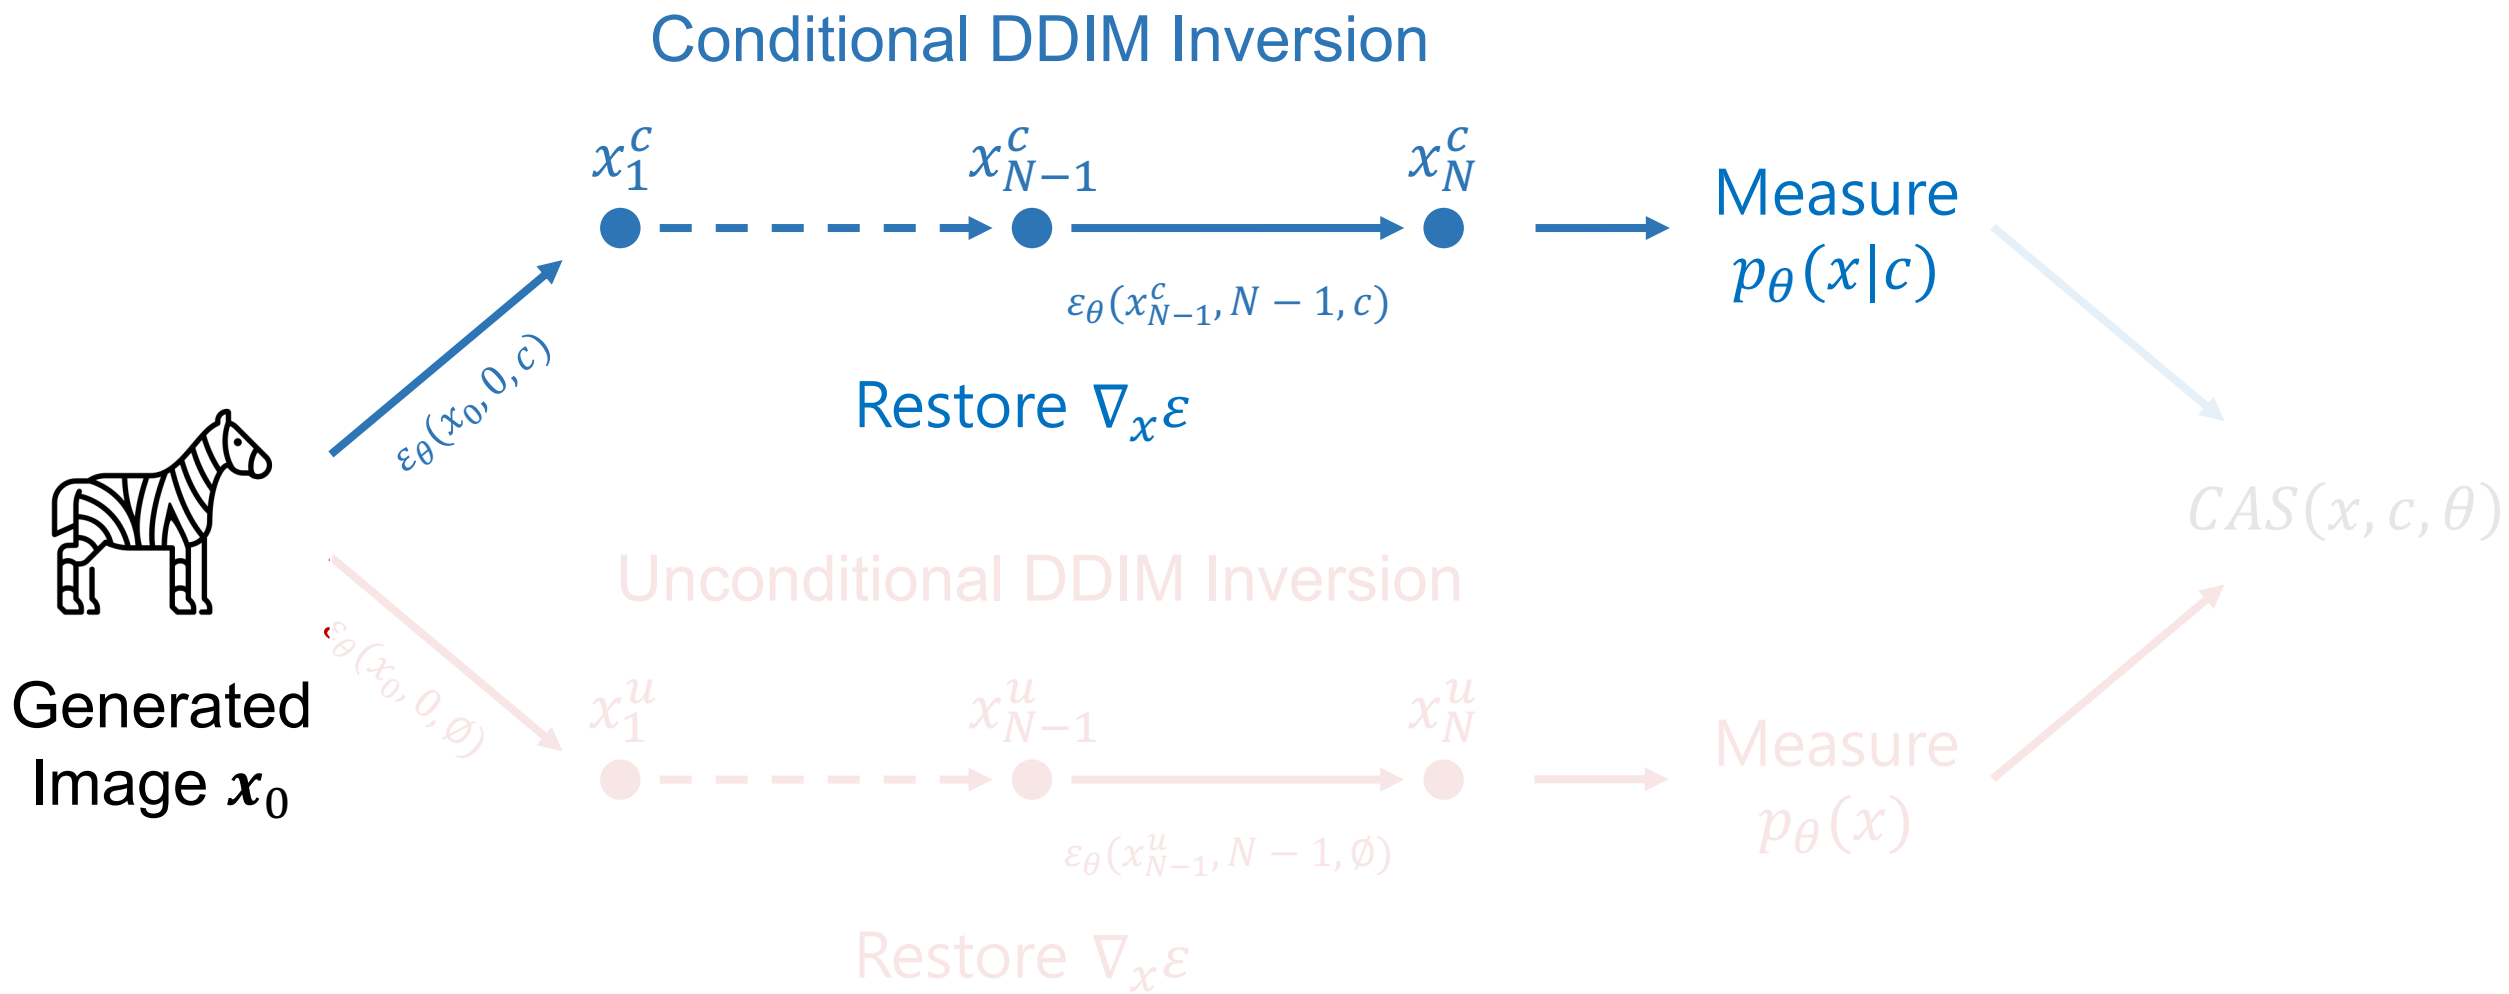 Conditional DDIM Inversion
x_1^c
x_{N−1}^c
x_N^c
ε_θ(x_0, 0, c)
ε_θ(x_{N−1}^c, N − 1, c)
Restore ∇_x ε
Measure
p_θ(x|c)
Generated
Image x_0
Unconditional DDIM Inversion
ε_θ(x_0, 0, ∅)
x_1^u
x_{N−1}^u
x_N^u
ε_θ(x_{N−1}^u, N − 1, ∅)
Restore ∇_x ε
Measure
p_θ(x)
CAS(x, c, θ)